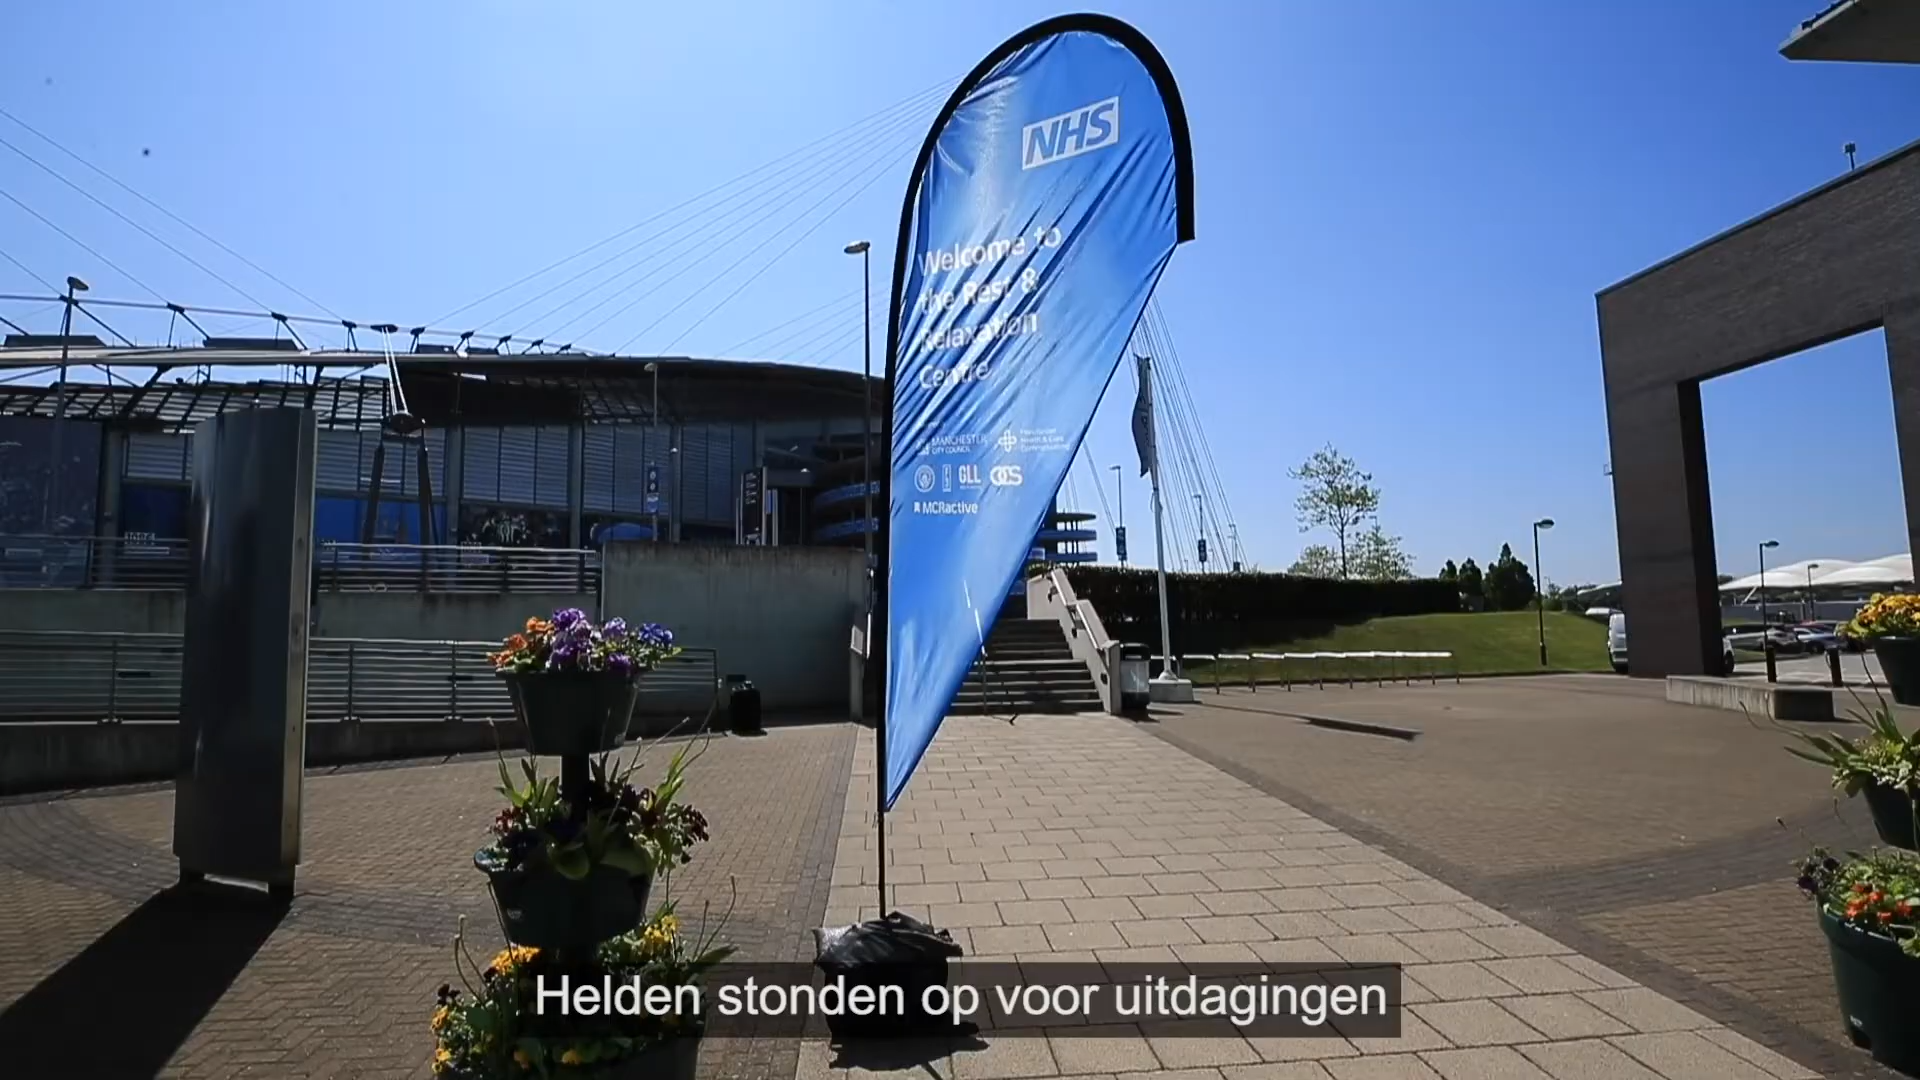 NHS
Welcome to
the Rest &
Relaxation
Centre
MANCHESTER
CITY COUNCIL
GLL
MCRactive
Helden stonden op voor uitdagingen